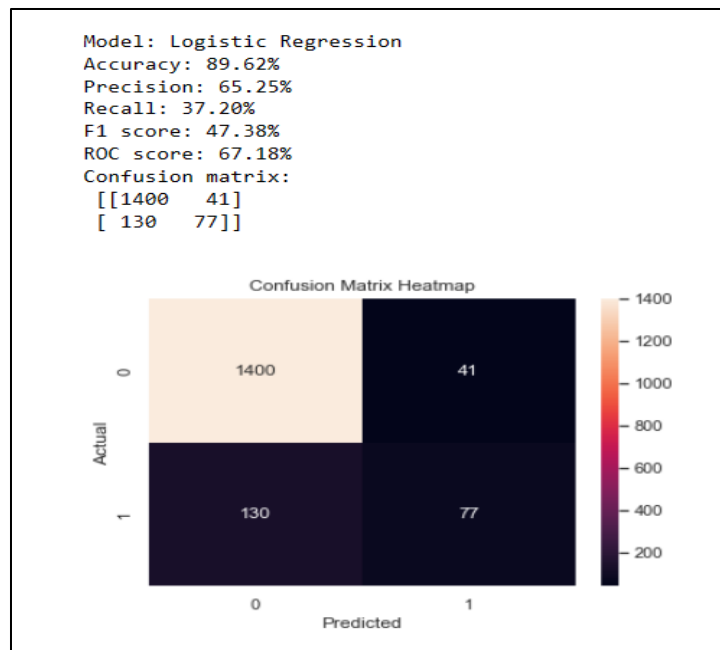 Model: Logistic Regression
Accuracy: 89.62%
Precision: 65.25%
Recall: 37.20%
F1 score: 47.38%
ROC score: 67.18%
Confusion matrix:
[[1400 41]
[ 130 77]]
Confusion Matrix Heatmap
1400
1200
1000
800
600
400
200
Actual
0
1
1400 41
130 77
0 1
Predicted